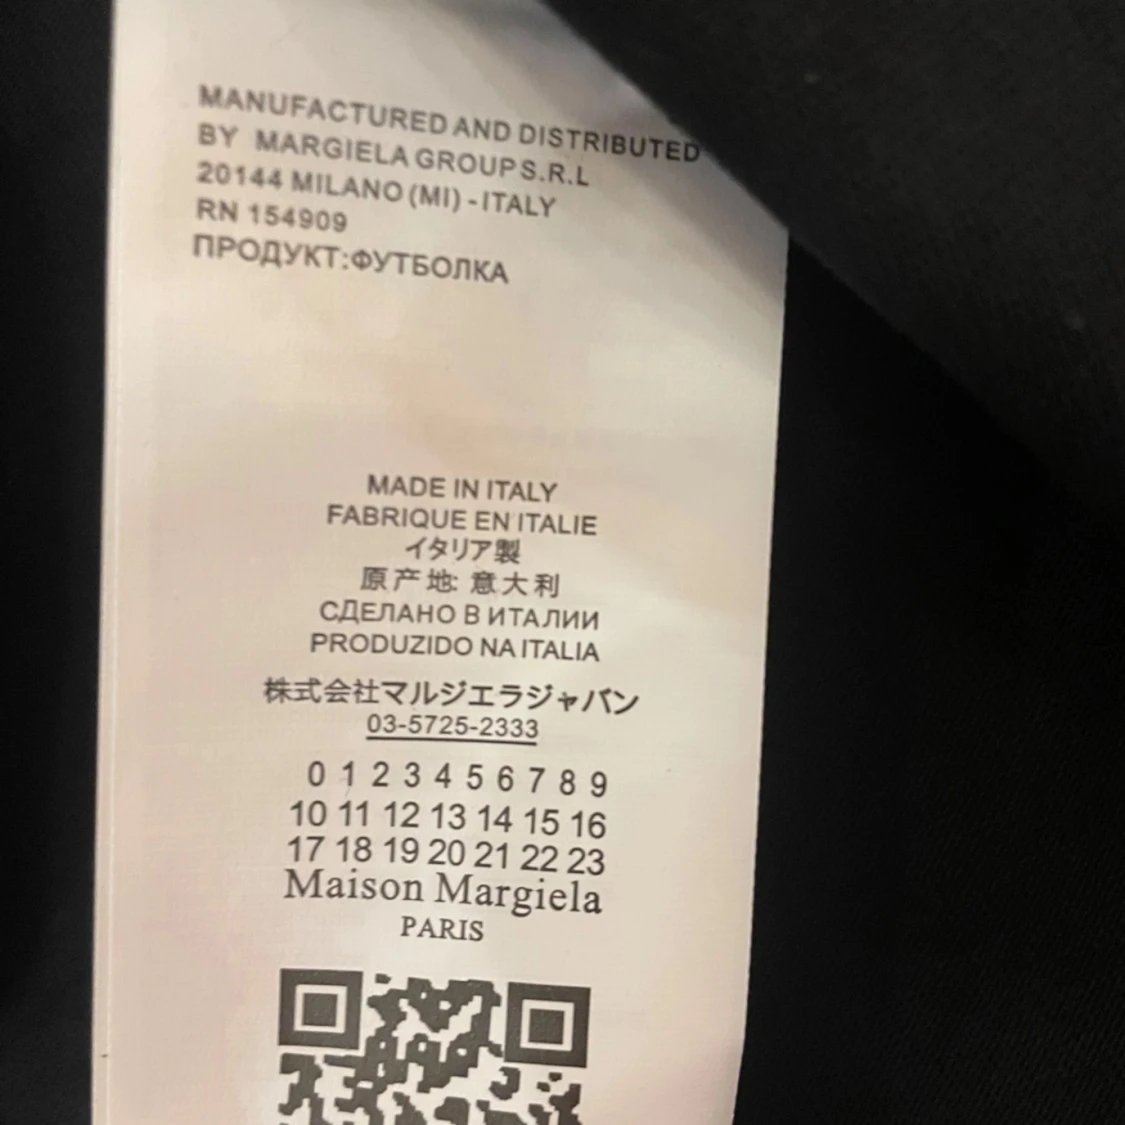 MANUFACTURED AND DISTRIBUTED
BY MARGIELA GROUP S.R.L
20144 MILANO (MI) - ITALY
RN 154909
ПРОДУКТ:ФУТБОЛКА
MADE IN ITALY
FABRIQUE EN ITALIE
イタリア製
原产地: 意大利
СДЕЛАНО В ИТАЛИИ
PRODUZIDO NA ITALIA
株式会社マルジエラジャバン
03-5725-2333
0 1 2 3 4 5 6 7 8 9
10 11 12 13 14 15 16
17 18 19 20 21 22 23
Maison Margiela
PARIS